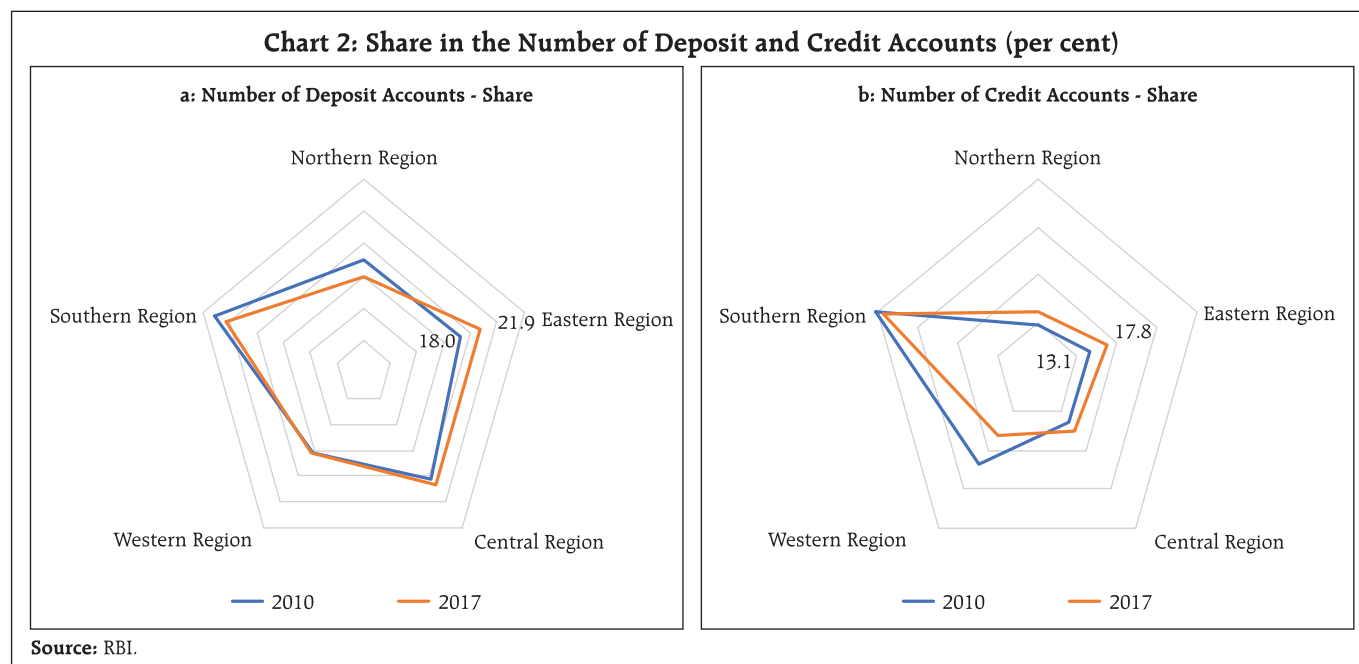 Chart 2: Share in the Number of Deposit and Credit Accounts (per cent)
a: Number of Deposit Accounts - Share
Northern Region
Southern Region
21.9
Eastern Region
18.0
Western Region
Central Region
2010
2017
b: Number of Credit Accounts - Share
Northern Region
Southern Region
Eastern Region
17.8
13.1
Western Region
Central Region
2010
2017
Source: RBI.